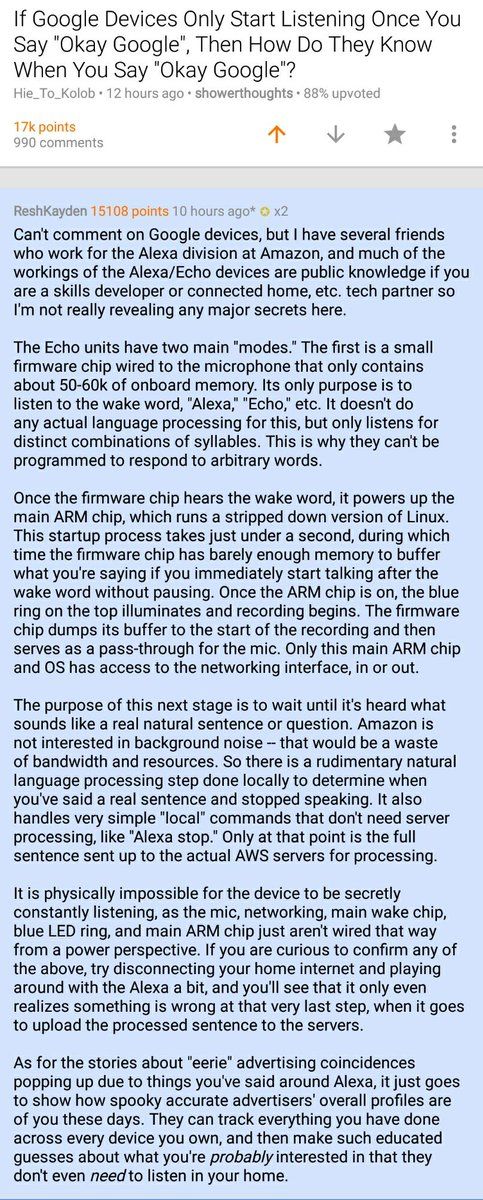 If Google Devices Only Start Listening Once You
Say "Okay Google", Then How Do They Know
When You Say "Okay Google"?
Hie_To_Kolob • 12 hours ago • showerthoughts • 88% upvoted
17k points
990 comments
ReshKayden 15108 points 10 hours ago* x2
Can't comment on Google devices, but I have several friends
who work for the Alexa division at Amazon, and much of the
workings of the Alexa/Echo devices are public knowledge if you
are a skills developer or connected home, etc. tech partner so
I'm not really revealing any major secrets here.
The Echo units have two main "modes." The first is a small
firmware chip wired to the microphone that only contains
about 50-60k of onboard memory. Its only purpose is to
listen to the wake word, "Alexa," "Echo," etc. It doesn't do
any actual language processing for this, but only listens for
distinct combinations of syllables. This is why they can't be
programmed to respond to arbitrary words.
Once the firmware chip hears the wake word, it powers up the
main ARM chip, which runs a stripped down version of Linux.
This startup process takes just under a second, during which
time the firmware chip has barely enough memory to buffer
what you're saying if you immediately start talking after the
wake word without pausing. Once the ARM chip is on, the blue
ring on the top illuminates and recording begins. The firmware
chip dumps its buffer to the start of the recording and then
serves as a pass-through for the mic. Only this main ARM chip
and OS has access to the networking interface, in or out.
The purpose of this next stage is to wait until it's heard what
sounds like a real natural sentence or question. Amazon is
not interested in background noise -- that would be a waste
of bandwidth and resources. So there is a rudimentary natural
language processing step done locally to determine when
you've said a real sentence and stopped speaking. It also
handles very simple "local" commands that don't need server
processing, like "Alexa stop." Only at that point is the full
sentence sent up to the actual AWS servers for processing.
It is physically impossible for the device to be secretly
constantly listening, as the mic, networking, main wake chip,
blue LED ring, and main ARM chip just aren't wired that way
from a power perspective. If you are curious to confirm any of
the above, try disconnecting your home internet and playing
around with the Alexa a bit, and you'll see that it only even
realizes something is wrong at that very last step, when it goes
to upload the processed sentence to the servers.
As for the stories about "eerie" advertising coincidences
popping up due to things you've said around Alexa, it just goes
to show how spooky accurate advertisers' overall profiles are
of you these days. They can track everything you have done
across every device you own, and then make such educated
guesses about what you're probably interested in that they
don't even need to listen in your home.